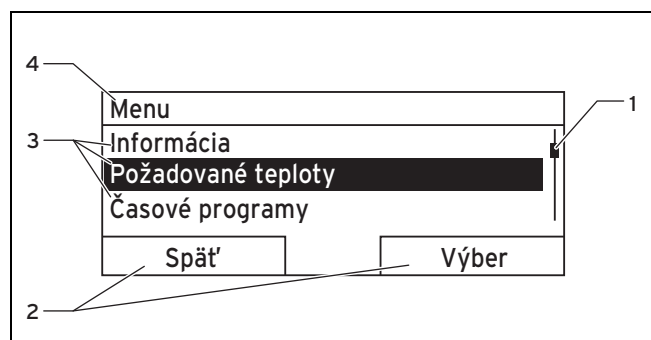 4
Menu
1
3
Informácia
Požadované teploty
Časové programy
Späť
Výber
2